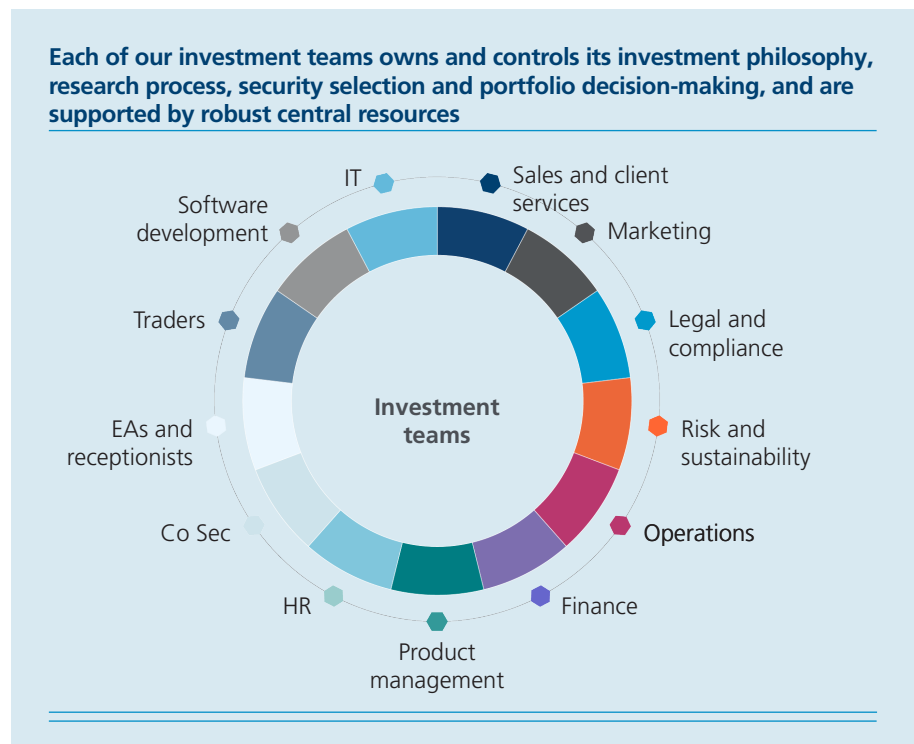 Each of our investment teams owns and controls its investment philosophy,
research process, security selection and portfolio decision-making, and are
supported by robust central resources
IT
Sales and client
services
Software
development
Marketing
Traders
Legal and
compliance
Investment
teams
EAs and
receptionists
Risk and
sustainability
Co Sec
Operations
HR
Finance
Product
management